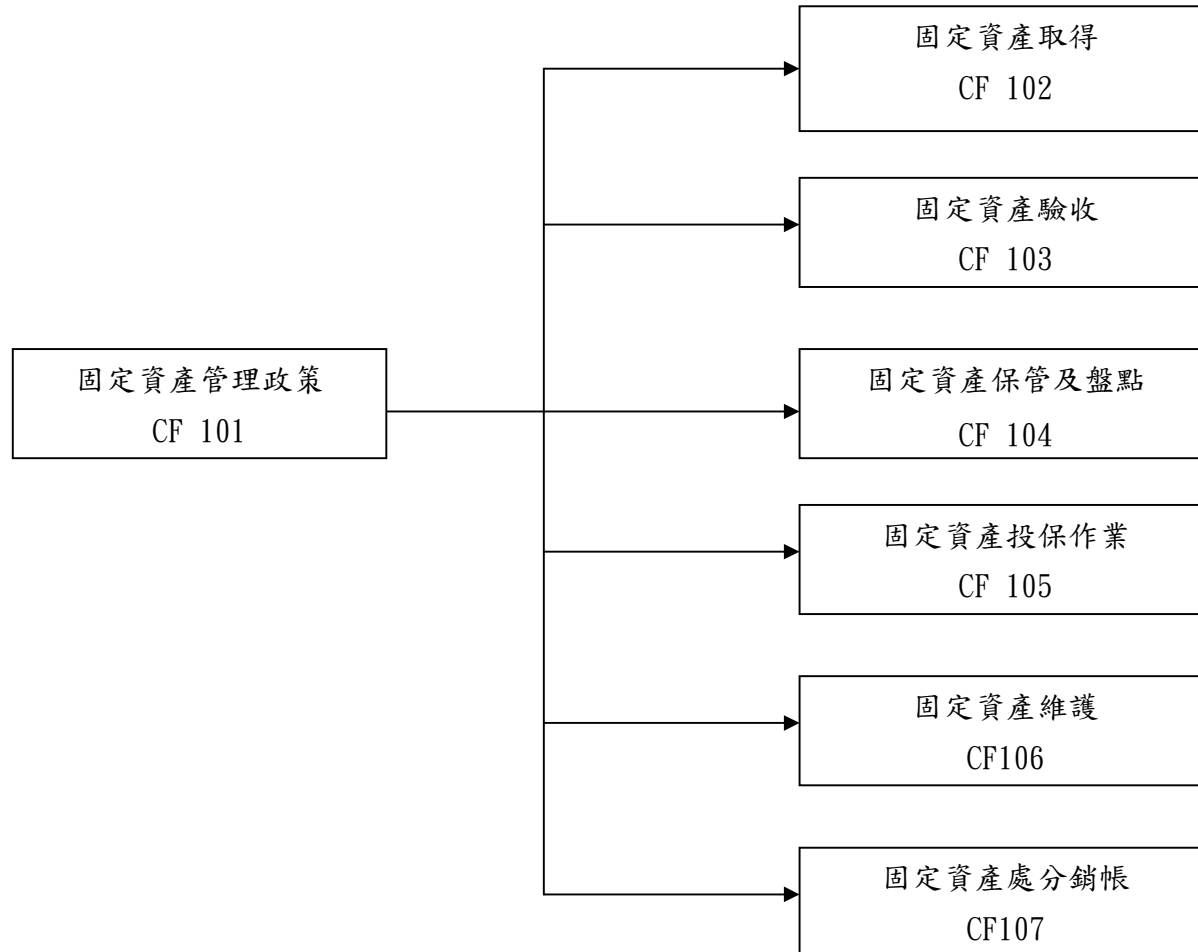 固定資產取得
CF 102
固定資產驗收
CF 103
固定資產管理政策
CF 101
固定資產保管及盤點
CF 104
固定資產投保作業
CF 105
固定資產維護
CF106
固定資產處分銷帳
CF107